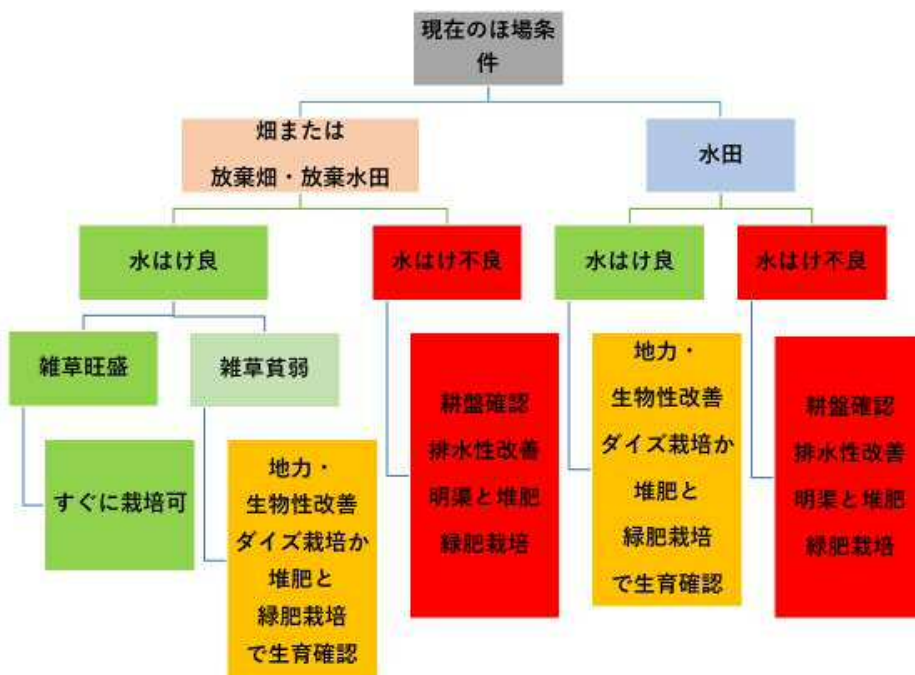 現在のほ場条
件
畑または
放棄畑・放棄水田
水田
水はけ良
水はけ不良
水はけ良
水はけ不良
雑草旺盛
雑草貧弱
すぐに栽培可
地力・
生物性改善
ダイズ栽培か
堆肥と
緑肥栽培
で生育確認
耕盤確認
排水性改善
明渠と堆肥
緑肥栽培
地力・
生物性改善
ダイズ栽培か
堆肥と
緑肥栽培
で生育確認
耕盤確認
排水性改善
明渠と堆肥
緑肥栽培